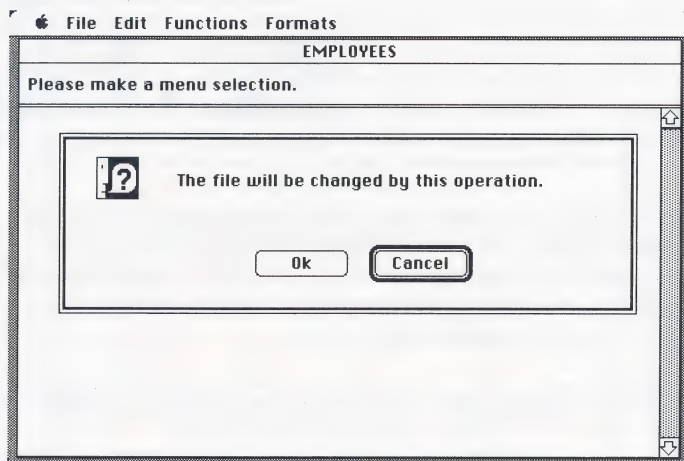 File Edit Functions Formats
EMPLOYEES
Please make a menu selection.
?
The file will be changed by this operation.
Ok Cancel